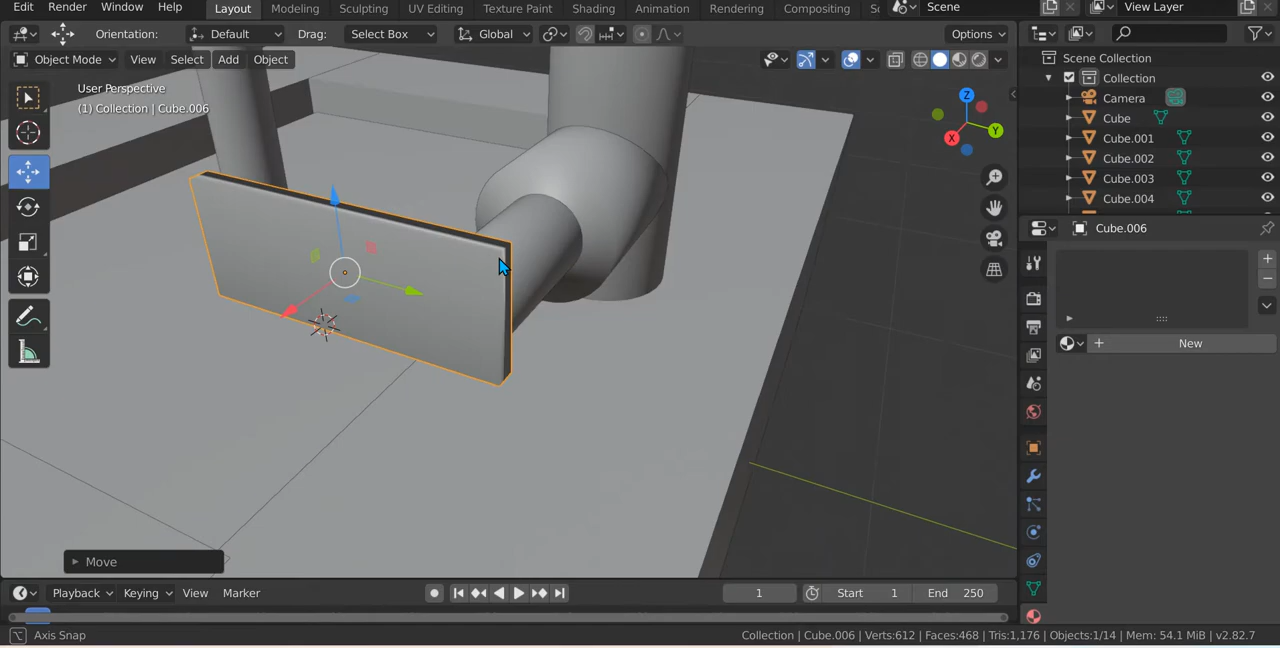 Edit Render Window Help Layout Modeling Sculpting UV Editing Texture Paint Shading Animation Rendering Compositing Scene View Layer
Orientation: Default Drag: Select Box Global Options
Object Mode View Select Add Object
User Perspective
(1) Collection | Cube.006
Z
Y
X
Scene Collection
Collection
Camera
Cube
Cube.001
Cube.002
Cube.003
Cube.004
Cube.006
New
Move
Playback Keying View Marker 1 Start 1 End 250
Axis Snap Collection | Cube.006 | Verts:612 | Faces:468 | Tris:1,176 | Objects:1/14 | Mem: 54.1 MiB | v2.82.7